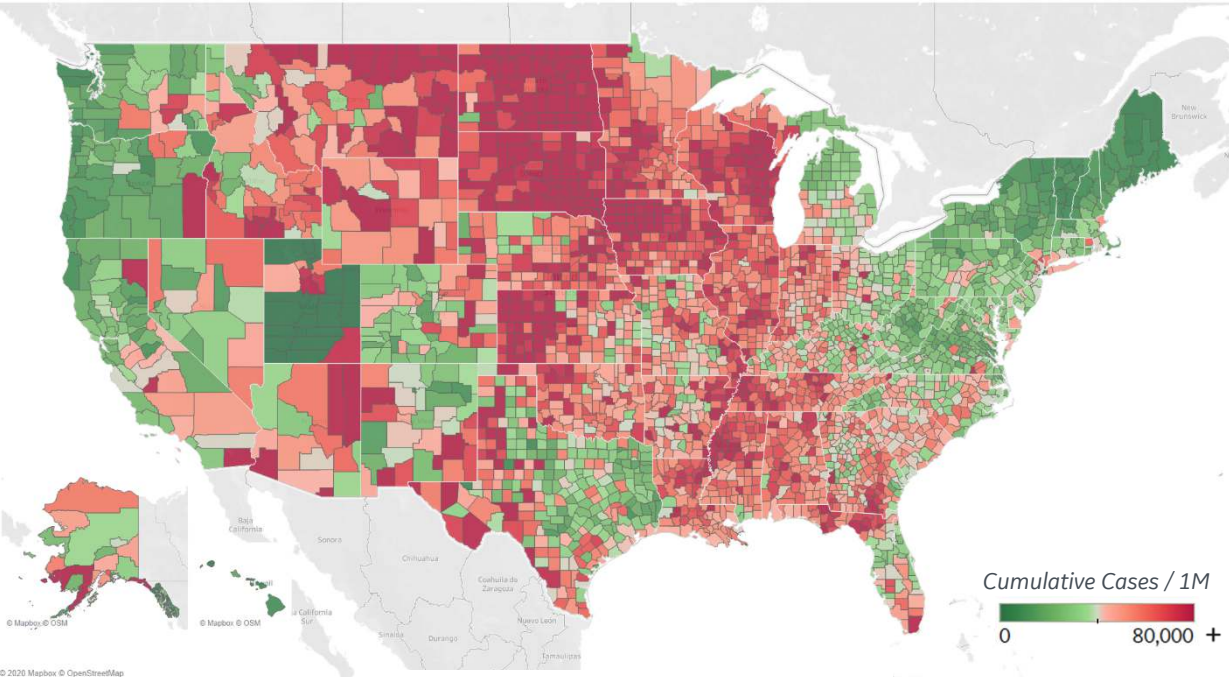 New
Brunswick
Baja
California
Sonora
Chihuahua
Coahuila de
Zaragoza
a California
Sur
Sinaloa
Durango
Nuevo León
Tamaulipas
Cumulative Cases / 1M
0
80,000 +
© Mapbox © OSM
© Mapbox © OSM
© 2020 Mapbox © OpenStreetMap